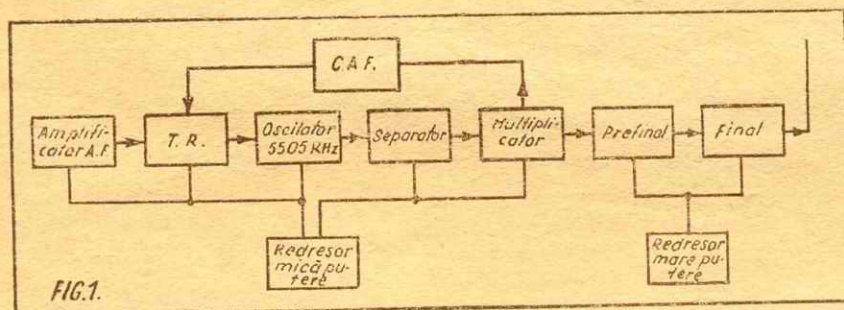 C.A.F.
Amplifi-
cator A.F.
T.R.
Oscilator
5505 KHz
Separator
Multipli-
cator
Prefinal
Final
Redresor
mică pu-
tere
Redresor
mare pu-
tere
FIG.1.